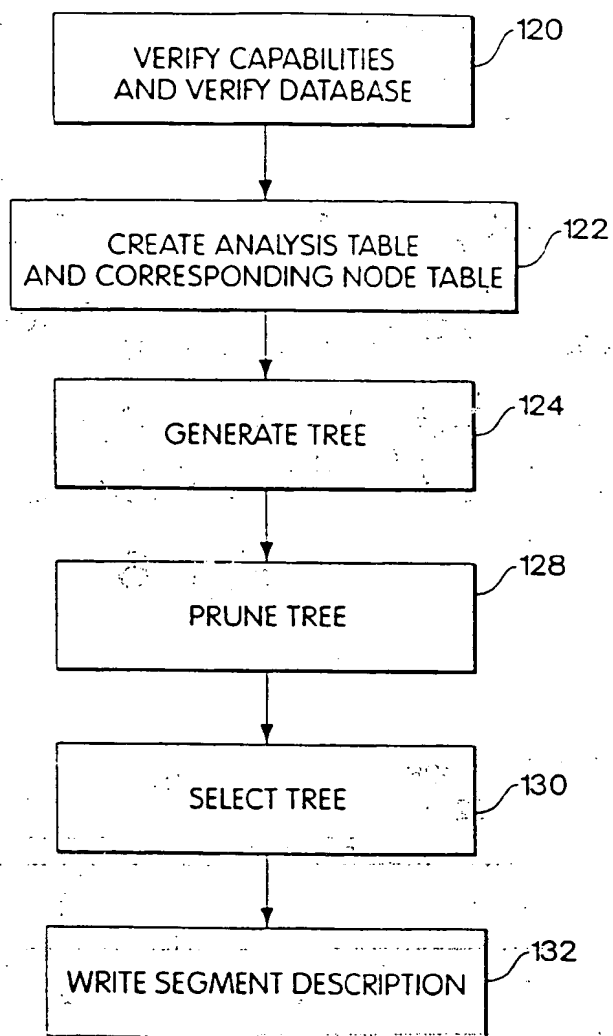 VERIFY CAPABILITIES
AND VERIFY DATABASE
120
CREATE ANALYSIS TABLE
AND CORRESPONDING NODE TABLE
122
GENERATE TREE
124
PRUNE TREE
128
SELECT TREE
130
WRITE SEGMENT DESCRIPTION
132